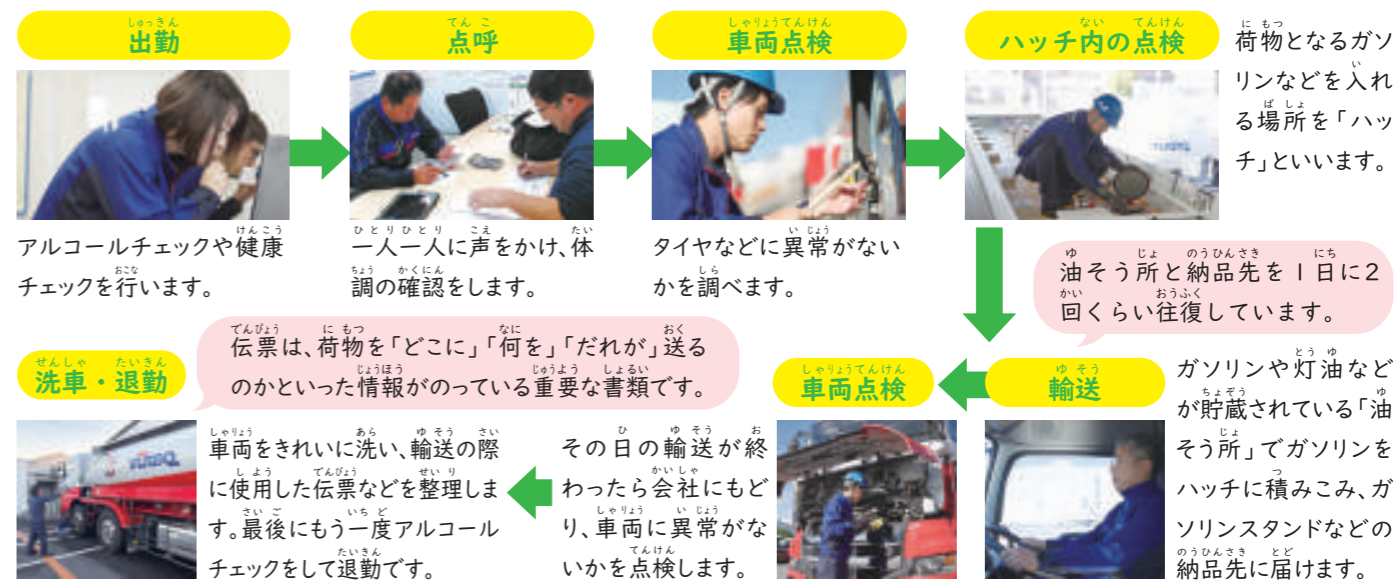 出勤
アルコールチェックや健康
チェックを行います。
点呼
一人一人に声をかけ、体
調の確認をします。
車両点検
タイヤなどに異常がない
かを調べます。
ハッチ内の点検
荷物となるガソ
リンなどを入れ
る場所を「ハッ
チ」といいます。
油そう所と納品先を1日に2
回くらい往復しています。
輸送
ガソリンや灯油など
が貯蔵されている「油
そう所」でガソリンを
ハッチに積みこみ、ガ
ソリンスタンドなどの
納品先に届けます。
車両点検
その日の輸送が終
わったら会社にもど
り、車両に異常がな
いかを点検します。
洗車・退勤
伝票は、荷物を「どこに」「何を」「だれが」送る
のかといった情報がのっている重要な書類です。
車両をきれいに洗い、輸送の際
に使用した伝票などを整理しま
す。最後にもう一度アルコール
チェックをして退勤です。